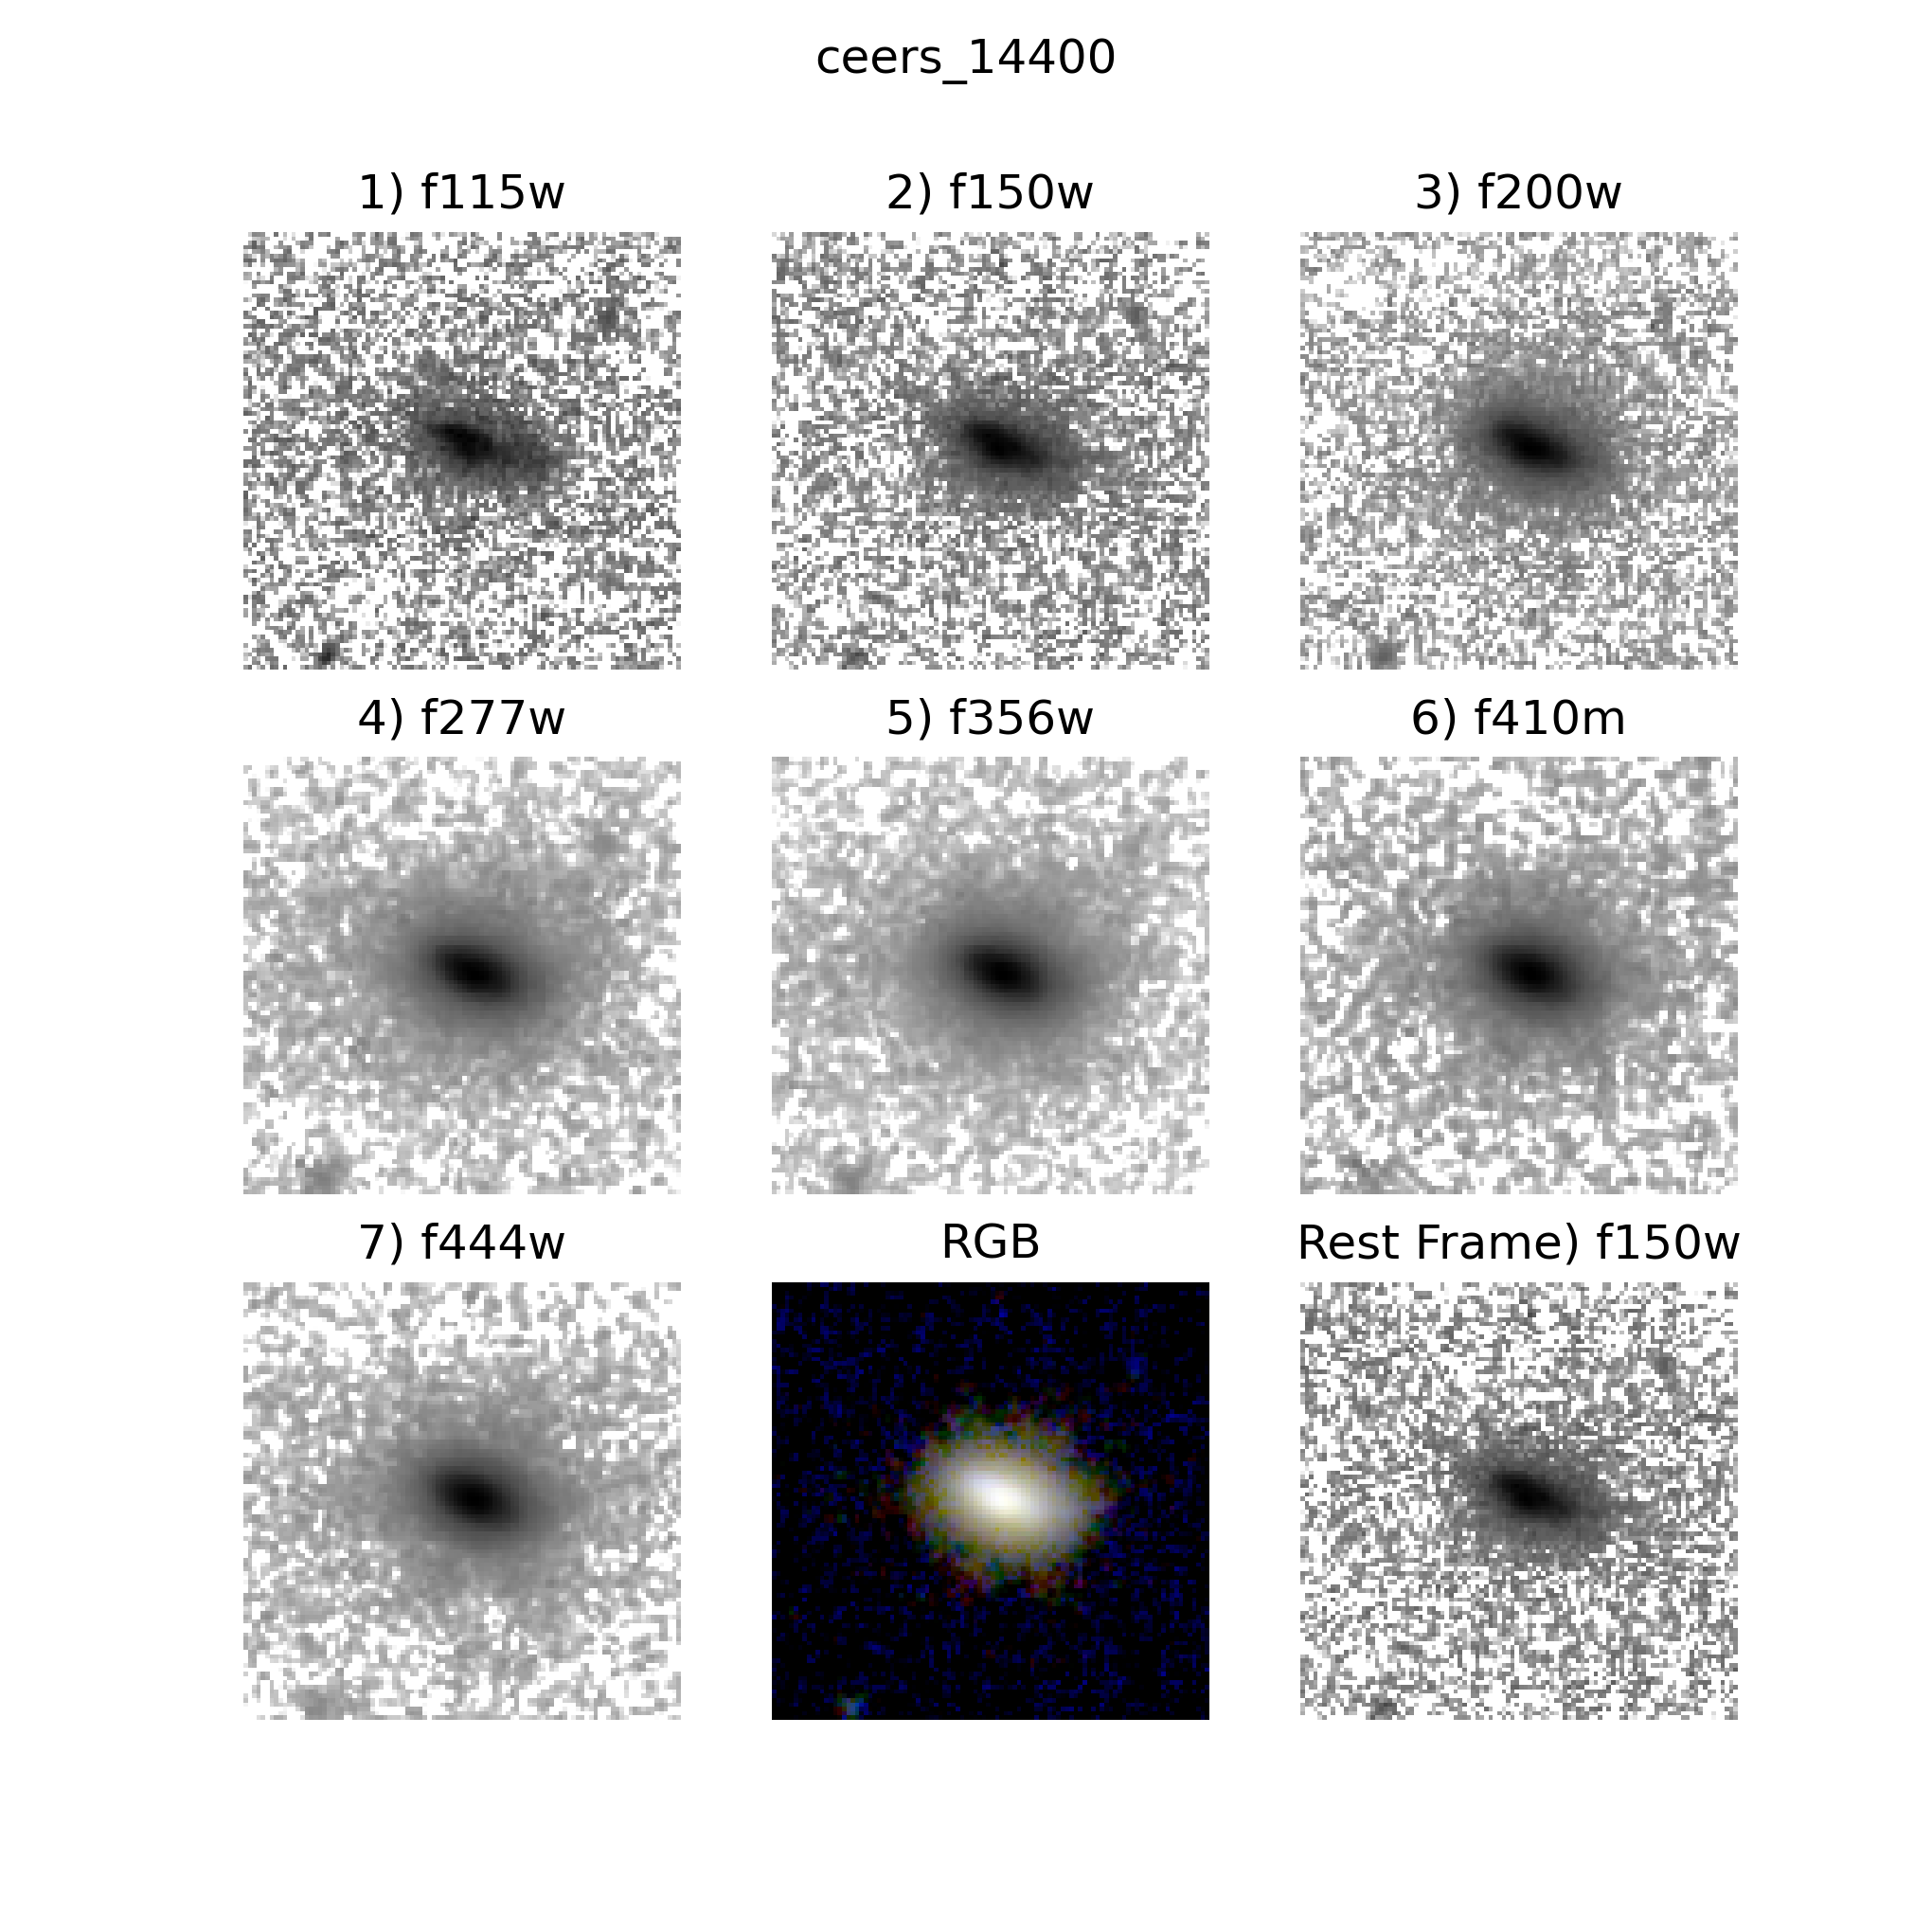 ceers_14400
1) f115w
2) f150w
3) f200w
4) f277w
5) f356w
6) f410m
7) f444w
RGB
Rest Frame) f150w